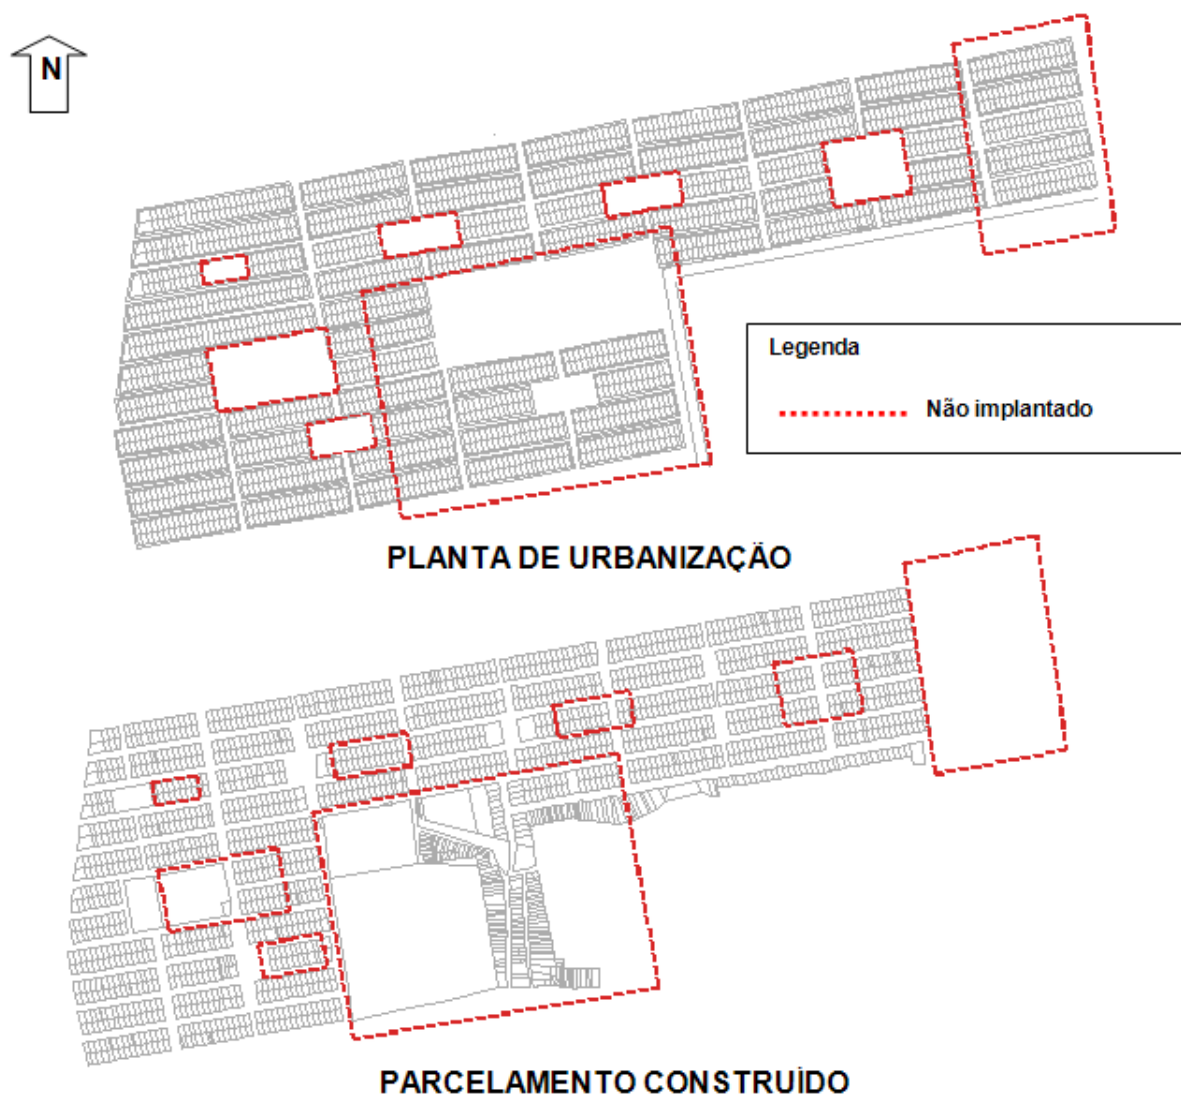 N
Legenda
Não implantado
PLANTA DE URBANIZAÇÃO
PARCELAMENTO CONSTRUÍDO